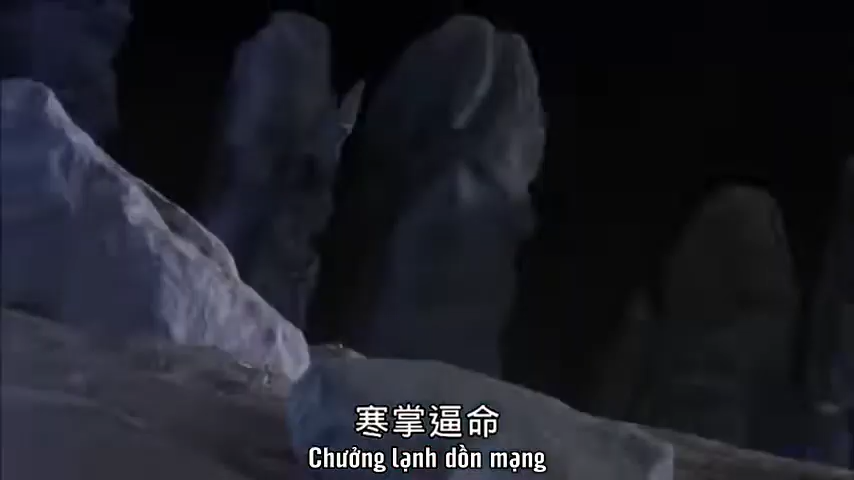 寒掌逼命
Chưởng lạnh dồn mạng